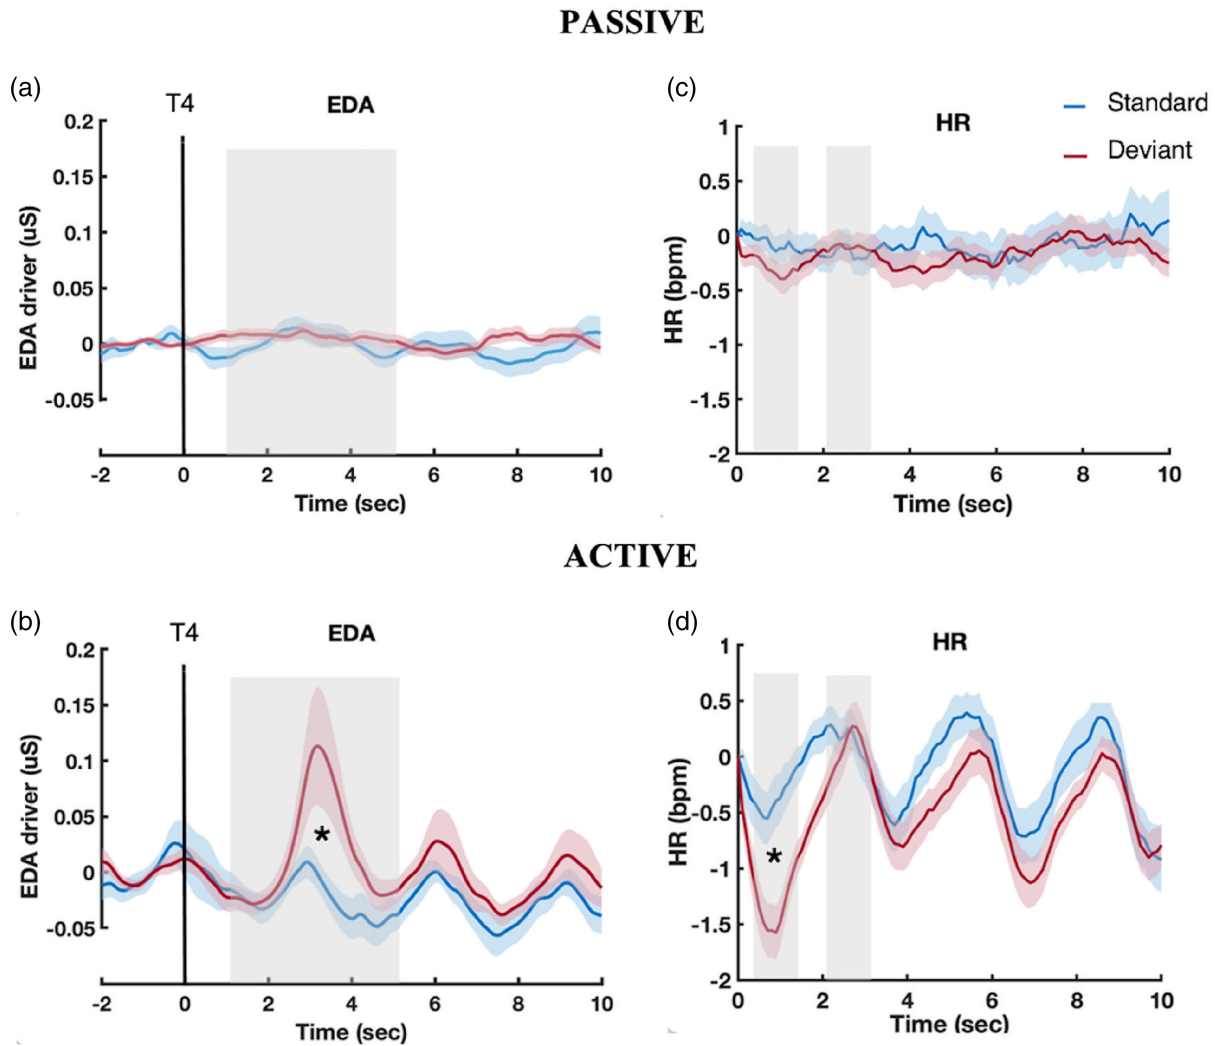 PASSIVE
(a)
T4
EDA
0.2
0.15
0.1
0.05
0
-0.05
EDA driver (uS)
-2 0 2 4 6 8 10
Time (sec)
(c)
HR
Standard
Deviant
1
0.5
0
-0.5
-1
-1.5
-2
HR (bpm)
0 2 4 6 8 10
Time (sec)
ACTIVE
(b)
T4
EDA
0.2
0.15
0.1
0.05
0
-0.05
EDA driver (uS)
*
-2 0 2 4 6 8 10
Time (sec)
(d)
HR
1
0.5
0
-0.5
-1
-1.5
-2
HR (bpm)
*
0 2 4 6 8 10
Time (sec)